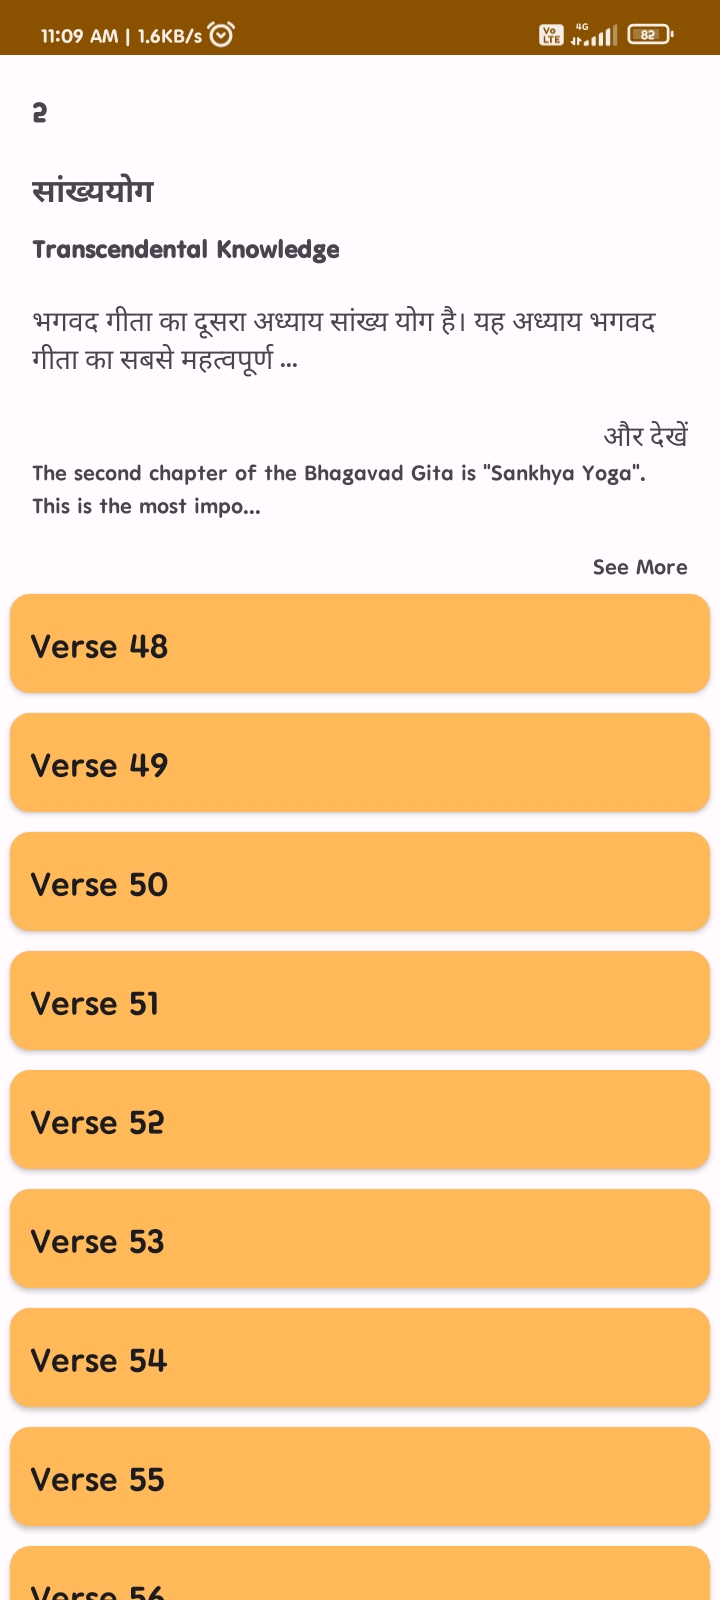 11:09 AM | 1.6KB/s
Vo LTE 4G 82
2
सांख्ययोग
Transcendental Knowledge
भगवद गीता का दूसरा अध्याय सांख्य योग है। यह अध्याय भगवद
गीता का सबसे महत्वपूर्ण ...
और देखें
The second chapter of the Bhagavad Gita is "Sankhya Yoga".
This is the most impo...
See More
Verse 48
Verse 49
Verse 50
Verse 51
Verse 52
Verse 53
Verse 54
Verse 55
Verse 56